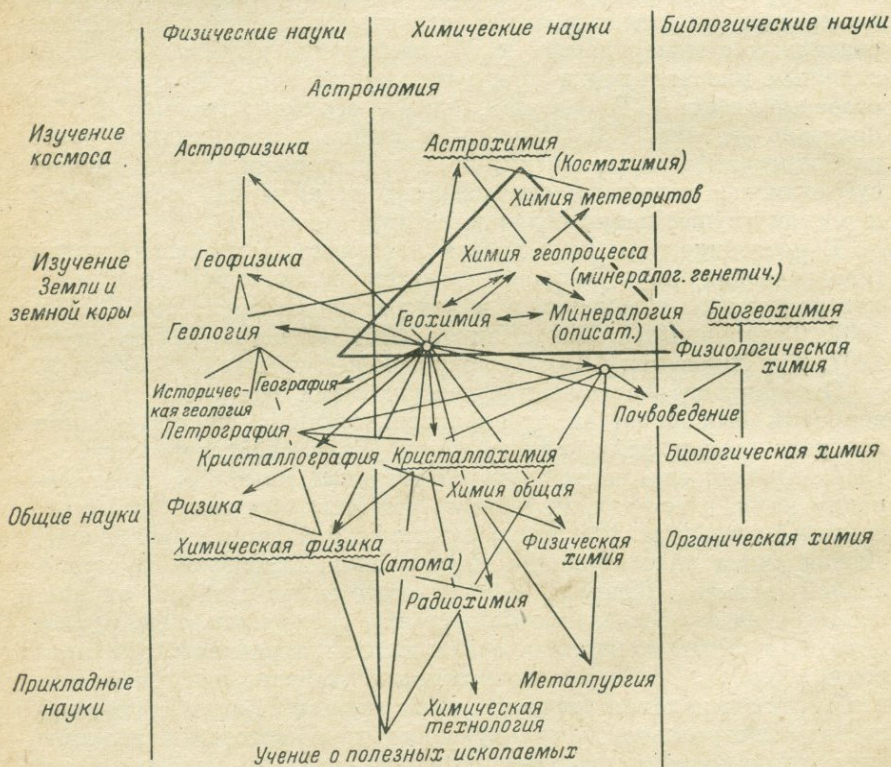 Физические науки
Химические науки
Биологические науки
Астрономия
Изучение
космоса
Астрофизика
Астрохимия
(Космохимия)
Химия метеоритов
Изучение
Земли и
земной коры
Геофизика
Химия геопроцесса
(минералог. генетич.)
Геология
Геохимия
Минералогия
(описат.)
Биогеохимия
Физиологическая
химия
Историчес-
кая геология
География
Почвоведение
Петрография
Кристаллография
Кристаллохимия
Биологическая химия
Химия общая
Общие науки
Физика
Химическая физика
(атома)
Физическая
химия
Органическая химия
Радиохимия
Прикладные
науки
Металлургия
Химическая
технология
Учение о полезных ископаемых